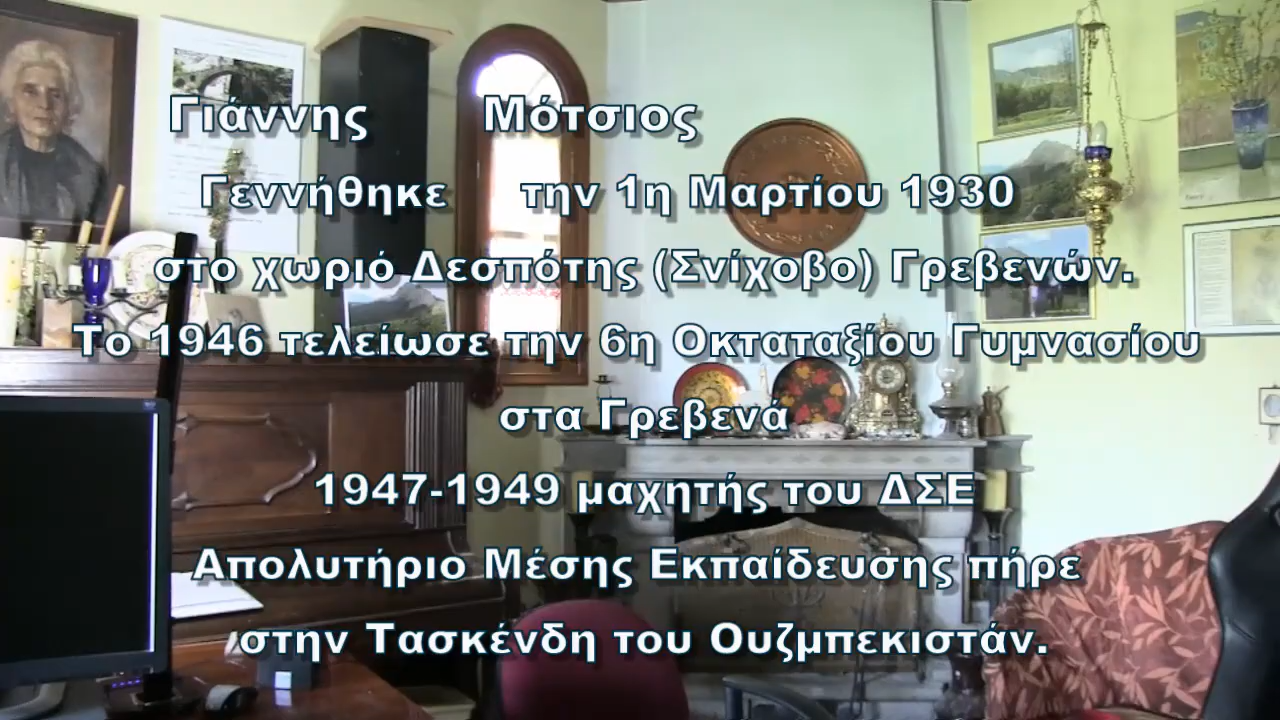 Γιάννης Μότσιος
Γεννήθηκε την 1η Μαρτίου 1930
στο χωριό Δεσπότης (Σνίχοβο) Γρεβενών.
Το 1946 τελείωσε την 6η Οκταταξίου Γυμνασίου
στα Γρεβενά
1947-1949 μαχητής του ΔΣΕ
Απολυτήριο Μέσης Εκπαίδευσης πήρε
στην Τασκένδη του Ουζμπεκιστάν.